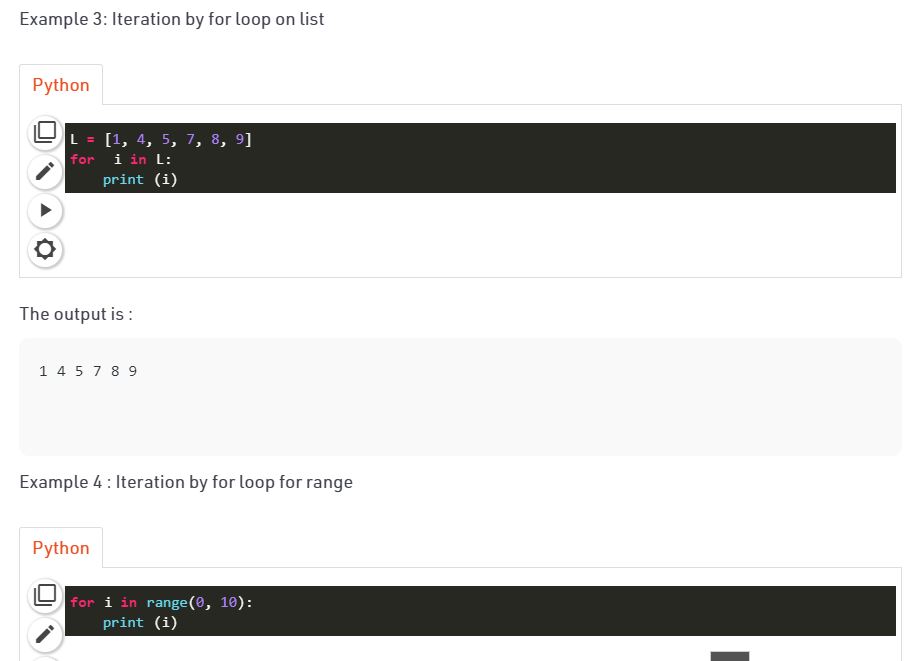 Example 3: Iteration by for loop on list
Python
L = [1, 4, 5, 7, 8, 9]
for  i in L:
    print (i)
The output is :
1 4 5 7 8 9
Example 4 : Iteration by for loop for range
Python
for i in range(0, 10):
    print (i)